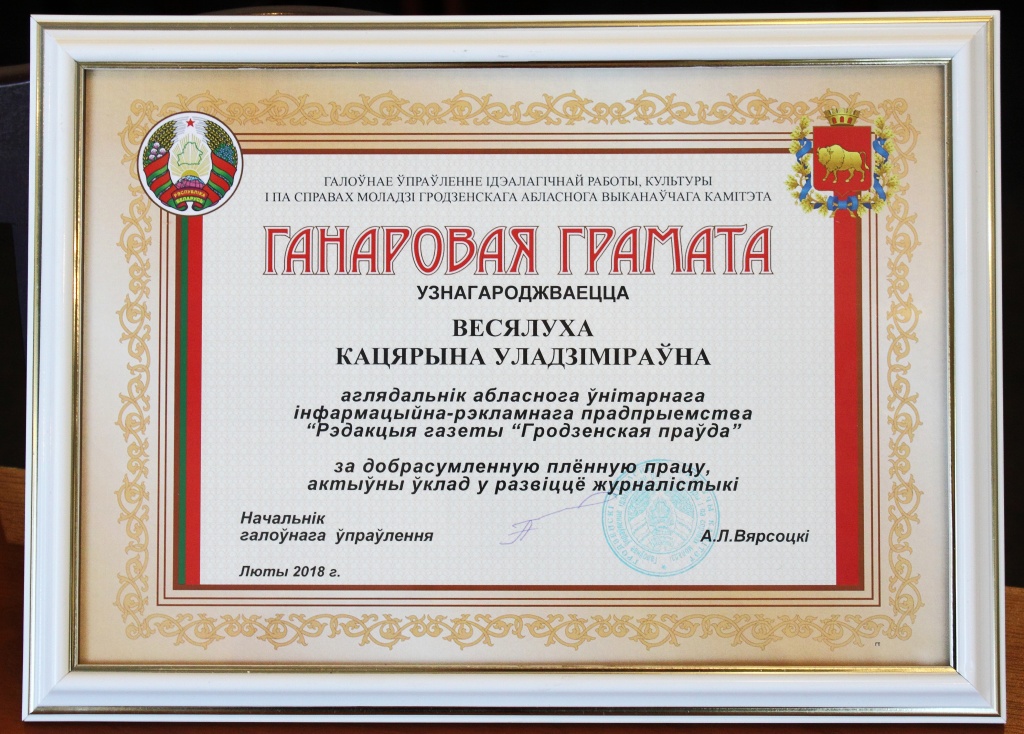 ГАЛОЎНАЕ ЎПРАЎЛЕННЕ ІДЭАЛАГІЧНАЙ РАБОТЫ, КУЛЬТУРЫ
І ПА СПРАВАХ МОЛАДЗІ ГРОДЗЕНСКАГА АБЛАСНОГА ВЫКАНАЎЧАГА КАМІТЭТА
ГАНАРОВАЯ ГРАМАТА
УЗНАГАРОДЖВАЕЦЦА
ВЕСЯЛУХА
КАЦЯРЫНА УЛАДЗІМІРАЎНА
аглядальнік абласнога ўнітарнага
інфармацыйна-рэкламнага прадпрыемства
“Рэдакцыя газеты “Гродзенская праўда”
за добрасумленную плённую працу,
актыўны ўклад у развіццё журналістыкі
Начальнік
галоўнага ўпраўлення
А.Л.Вярсоцкі
Люты 2018 г.
РЭСПУБЛІКА
БЕЛАРУСЬ